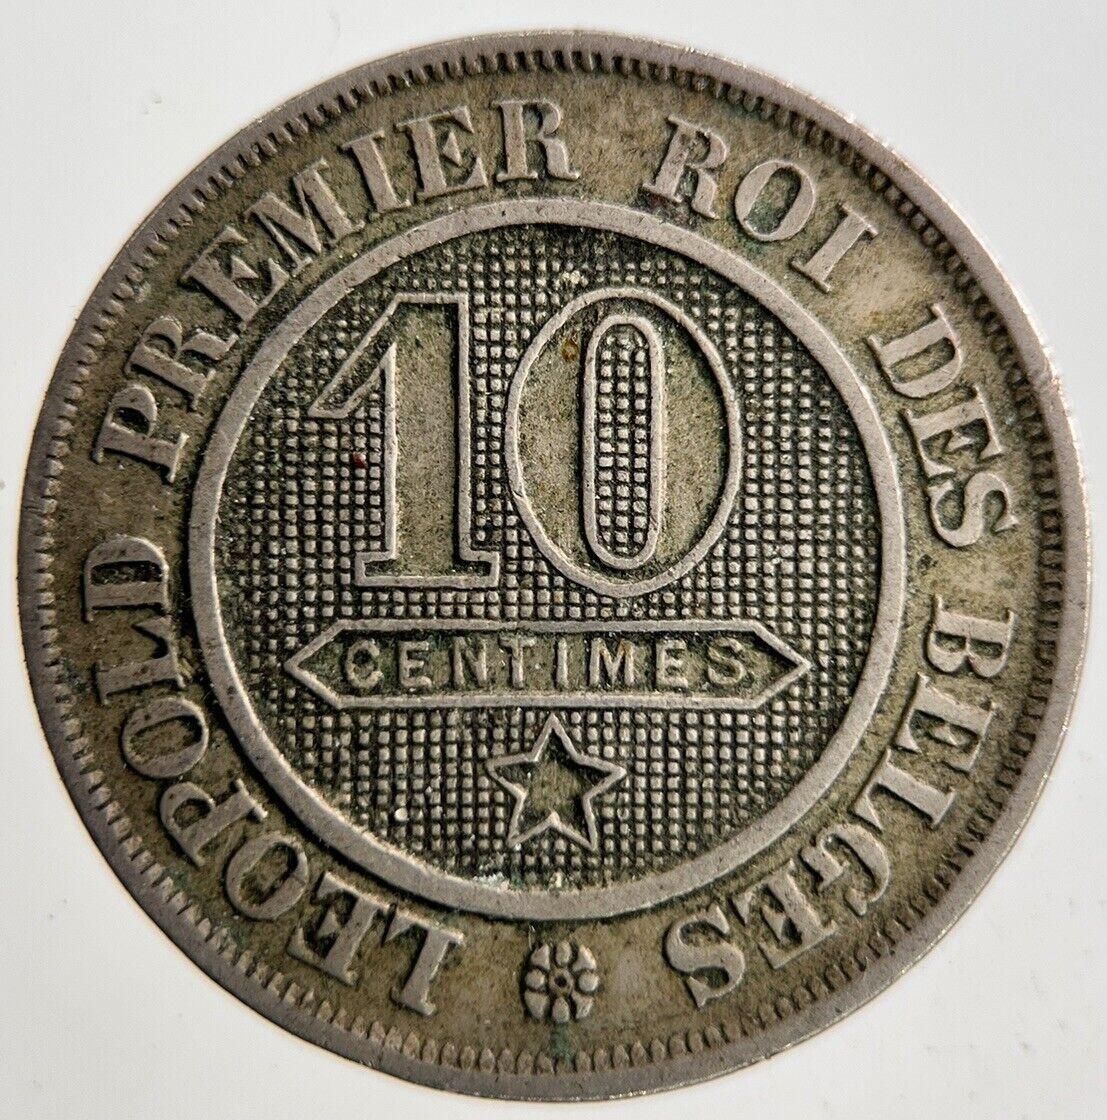 LEOPOLD PREMIER ROI DES BELGES
10
CENTIMES